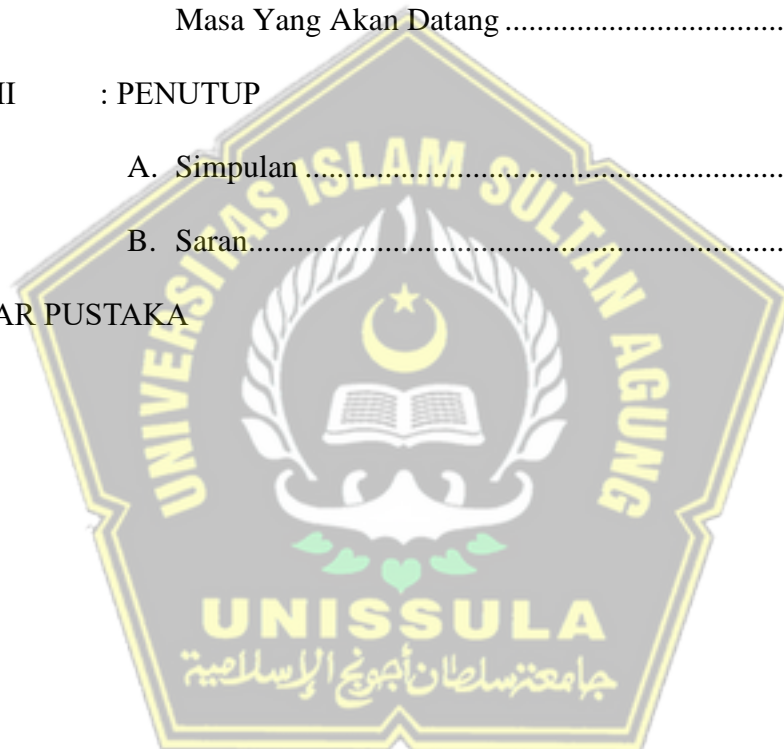 Masa Yang Akan Datang ..................................
II : PENUTUP
A. Simpulan ..........................................................
B. Saran.................................................................
AR PUSTAKA
UNIVERSITAS ISLAM SULTAN AGUNG
UNISSULA
جامعة سلطان أجونج الإسلامية